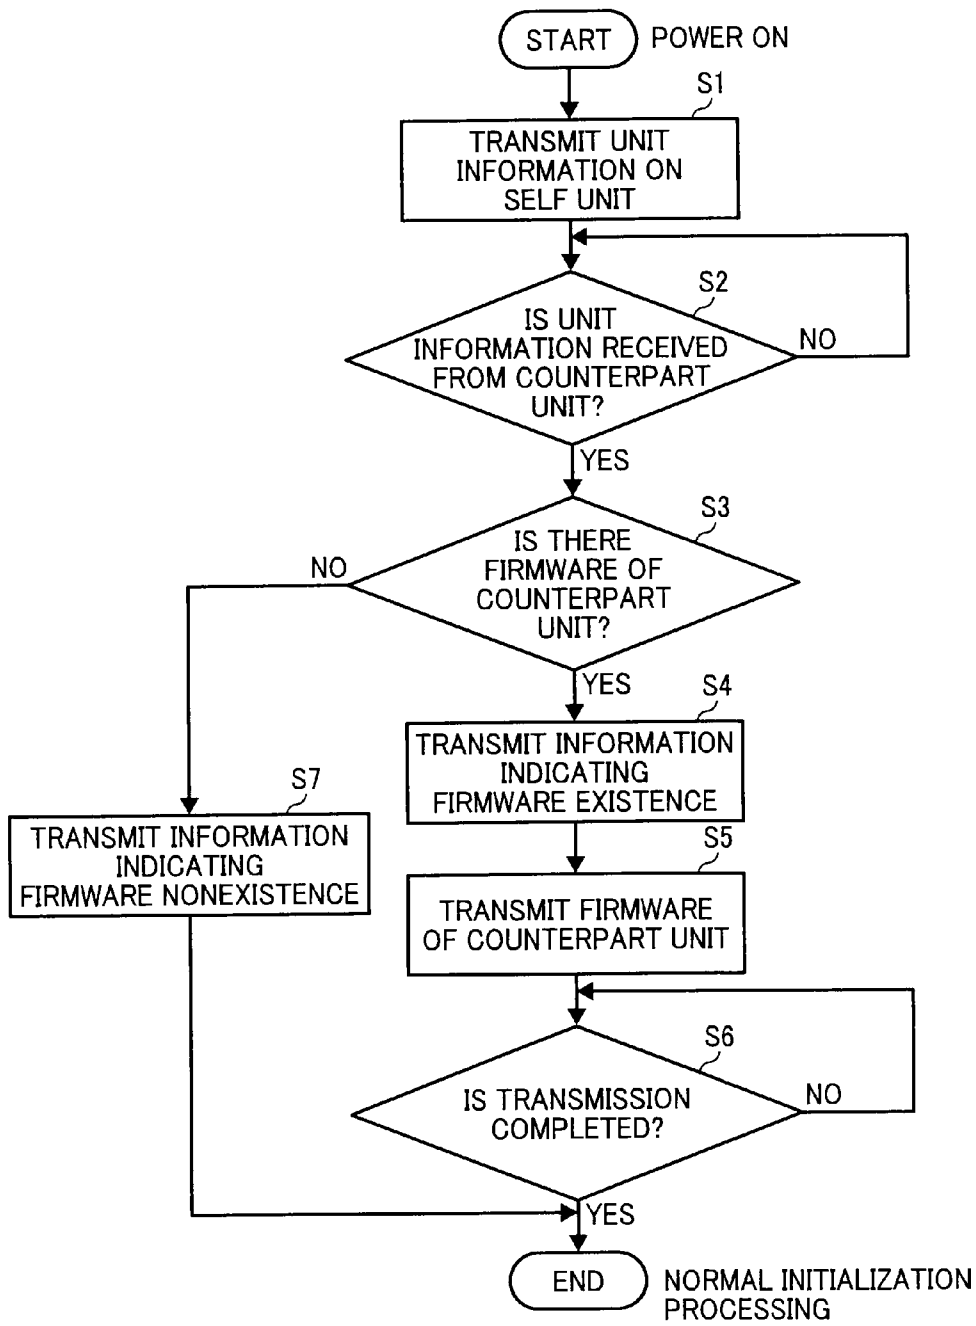 START
POWER ON
S1
TRANSMIT UNIT
INFORMATION ON
SELF UNIT
S2
IS UNIT
INFORMATION RECEIVED
FROM COUNTERPART
UNIT?
NO
YES
S3
IS THERE
FIRMWARE OF
COUNTERPART
UNIT?
NO
YES
S4
TRANSMIT INFORMATION
INDICATING
FIRMWARE EXISTENCE
S7
TRANSMIT INFORMATION
INDICATING
FIRMWARE NONEXISTENCE
S5
TRANSMIT FIRMWARE
OF COUNTERPART UNIT
S6
IS TRANSMISSION
COMPLETED?
NO
YES
END
NORMAL INITIALIZATION
PROCESSING